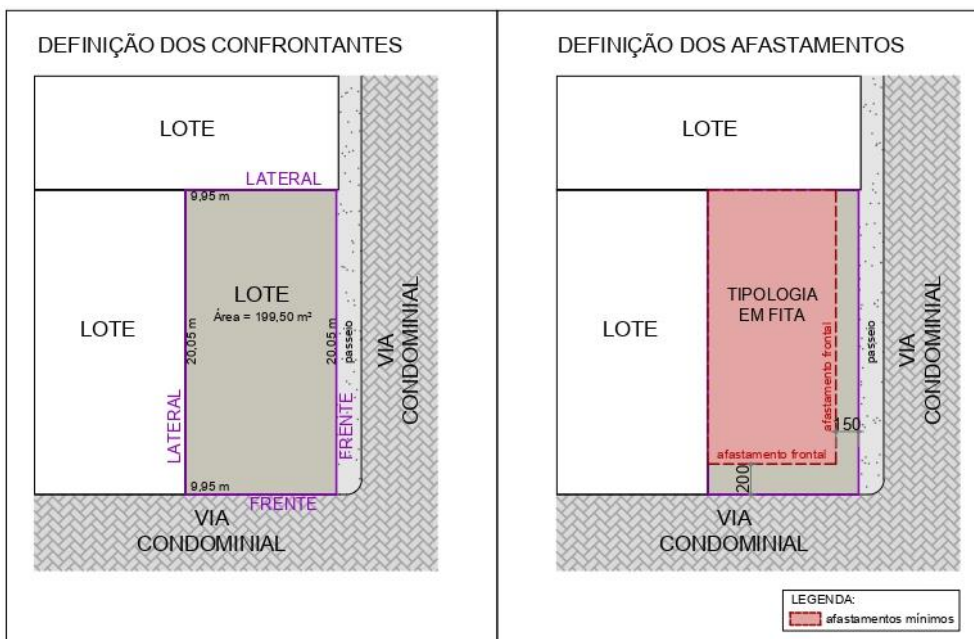 DEFINIÇÃO DOS CONFRONTANTES
LOTE
LATERAL
9,95 m
LOTE
Área = 199,50 m²
LOTE
20,05 m
20,05 m
passeio
VIA
CONDOMINIAL
LATERAL
FRENTE
9,95 m
FRENTE
VIA
CONDOMINIAL
DEFINIÇÃO DOS AFASTAMENTOS
LOTE
TIPOLOGIA
EM FITA
LOTE
afastamento frontal
passeio
VIA
CONDOMINIAL
150
afastamento frontal
200
VIA
CONDOMINIAL
LEGENDA:
afastamentos mínimos